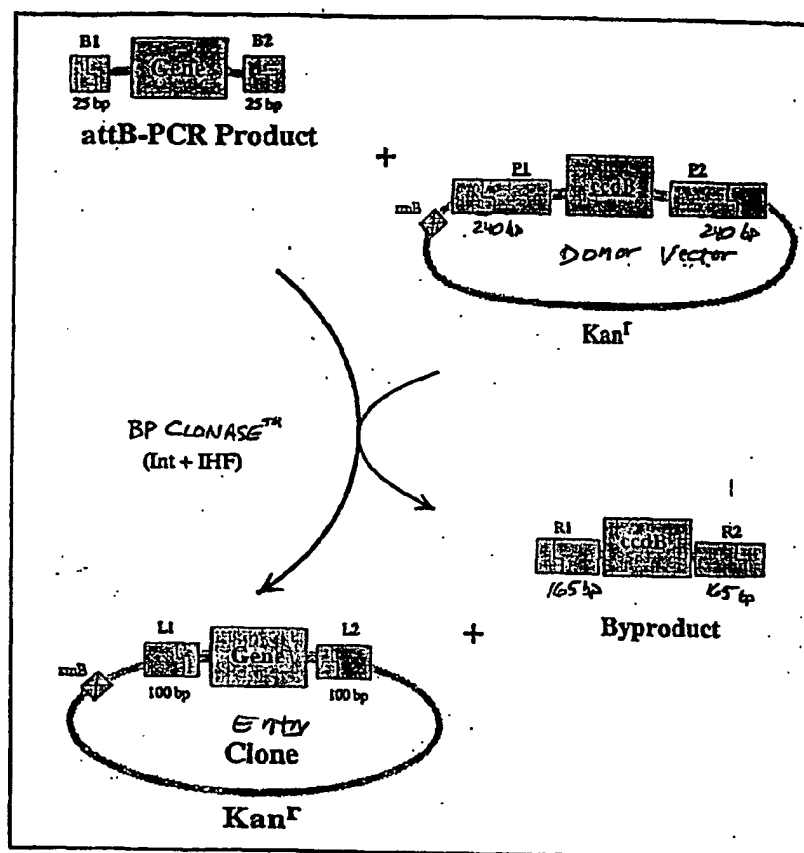 B1 B2
Gene
25 bp 25 bp
attB-PCR Product
+
P1 ccdB P2
rrnB
240 bp 240 bp
Donor Vector
Kanr
BP CLONASE™
(Int + IHF)
R1 ccdB R2
165 bp 165 bp
Byproduct
+
L1 L2
rrnB
Gene
100 bp 100 bp
Entry
Clone
Kanr